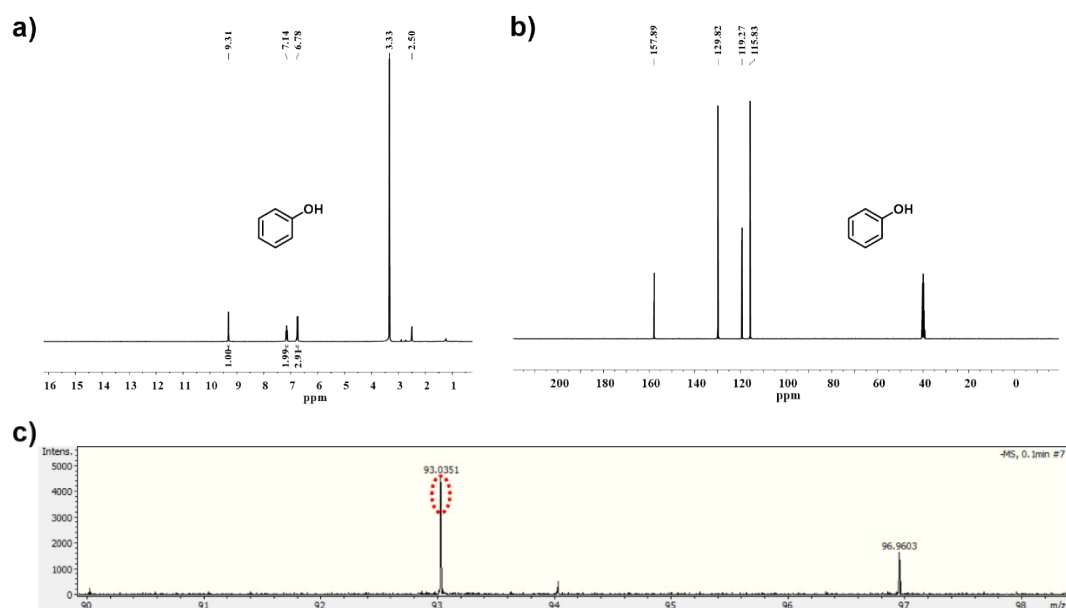 a)
9.31
7.14
6.78
3.33
2.50
OH
1.00
1.99
2.91
16 15 14 13 12 11 10 9 8 7 6 5 4 3 2 1
ppm
b)
157.89
129.82
119.27
115.83
OH
200 180 160 140 120 100 80 60 40 20 0
ppm
c)
Intens.
-MS, 0.1min #7
93.0351
96.9603
5000
4000
3000
2000
1000
0
90 91 92 93 94 95 96 97 98 m/z